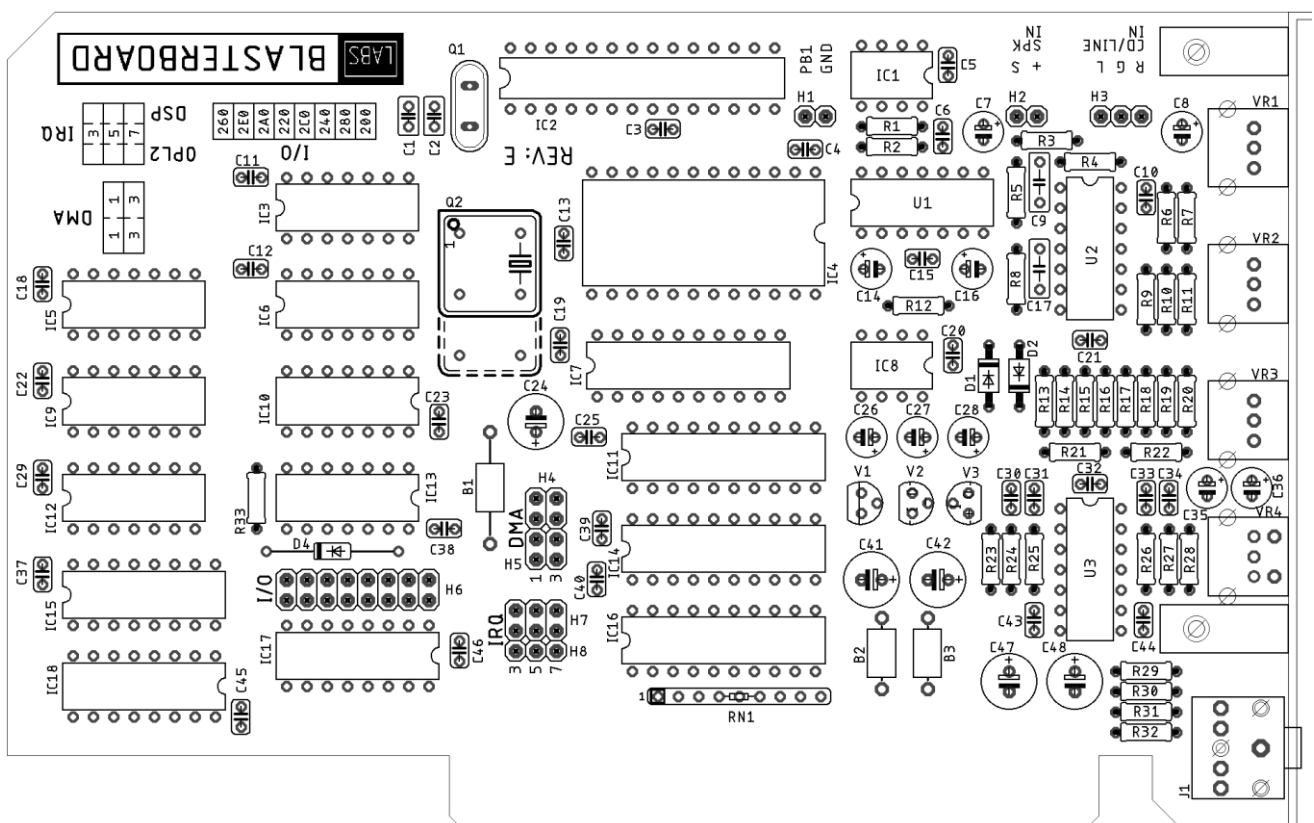 BLASTERBOARD LABS
Q1
IC2
C1
C2
C3
REV: E
PB1
GND
H1
C4
IC1
C5
R1
R2
C6
C7
SPK IN
+ S
H2
CD/LINE IN
R G L
H3
C8
VR1
DSP
IRQ
OPL2
3 5 7
I/O
260
2E0
2A0
220
2C0
240
280
200
DMA
1 3
1 3
C11
IC3
Q2
1
C13
IC4
U1
R3
R4
R5
C9
U2
C10
R6
R7
C12
C14
C15
C16
R8
C17
VR2
R9
R10
R11
R12
C18
IC5
IC6
C19
IC7
C20
IC8
D1
D2
C21
C22
IC9
IC10
C23
C24
C25
C26
C27
C28
R13
R14
R15
R16
R17
R18
R19
R20
VR3
R21
R22
C29
IC12
R33
IC13
B1
IC11
V1
V2
V3
C30
C31
C32
C33
C34
C35
C36
C38
H4
DMA
H5
1 3
C39
IC14
C40
C41
C42
R23
R24
R25
U3
R26
R27
R28
VR4
C37
IC15
D4
I/O
H6
IRQ
H7
H8
3 5 7
IC16
C43
C44
IC18
C45
IC17
C46
1
RN1
B2
B3
C47
C48
R29
R30
R31
R32
J1